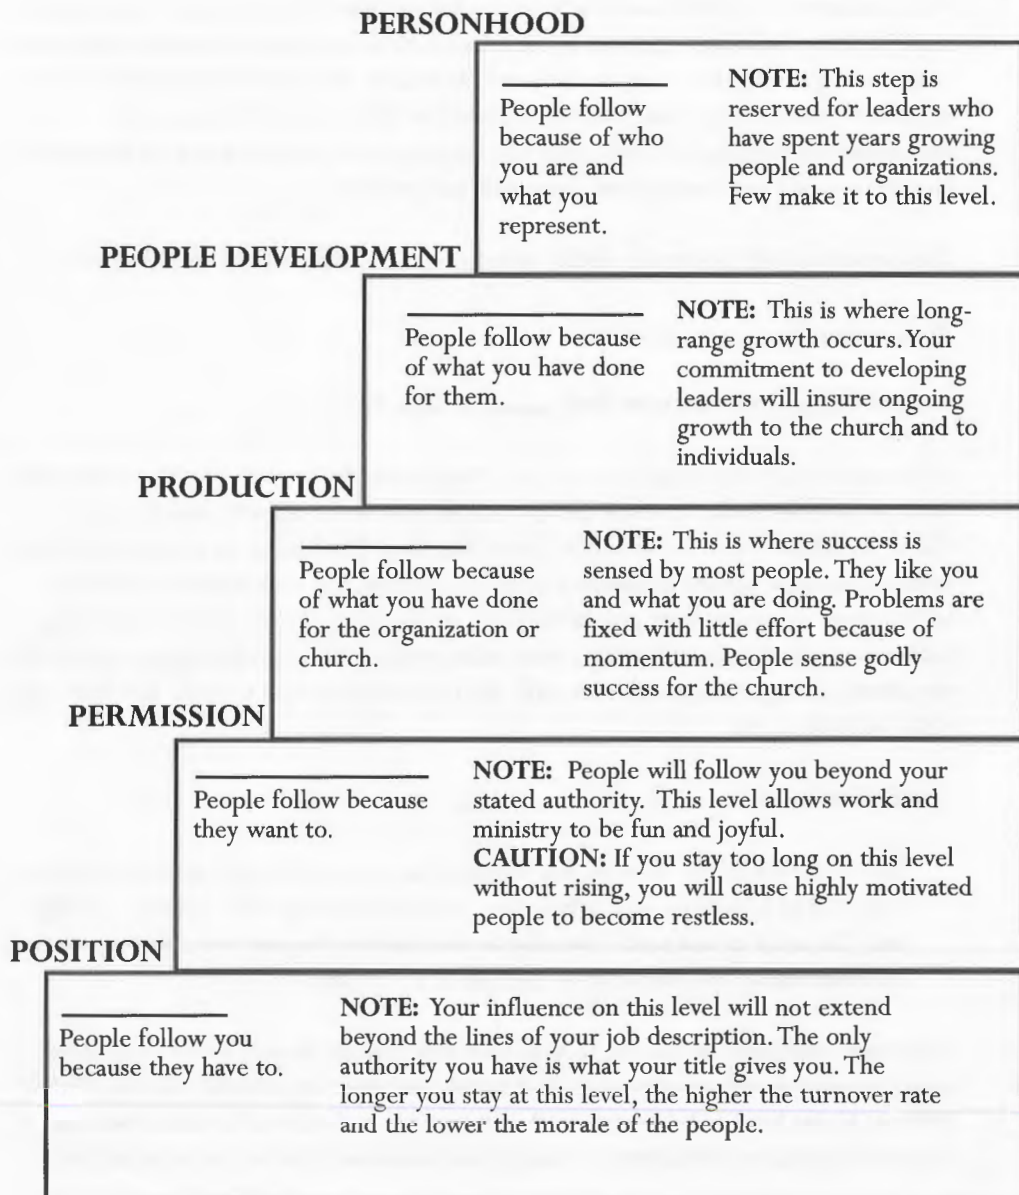 PERSONHOOD
People follow
because of who
you are and
what you
represent.
NOTE: This step is
reserved for leaders who
have spent years growing
people and organizations.
Few make it to this level.
PEOPLE DEVELOPMENT
People follow because
of what you have done
for them.
NOTE: This is where long-
range growth occurs. Your
commitment to developing
leaders will insure ongoing
growth to the church and to
individuals.
PRODUCTION
People follow because
of what you have done
for the organization or
church.
NOTE: This is where success is
sensed by most people. They like you
and what you are doing. Problems are
fixed with little effort because of
momentum. People sense godly
success for the church.
PERMISSION
People follow because
they want to.
NOTE: People will follow you beyond your
stated authority. This level allows work and
ministry to be fun and joyful.
CAUTION: If you stay too long on this level
without rising, you will cause highly motivated
people to become restless.
POSITION
People follow you
because they have to.
NOTE: Your influence on this level will not extend
beyond the lines of your job description. The only
authority you have is what your title gives you. The
longer you stay at this level, the higher the turnover rate
and the lower the morale of the people.